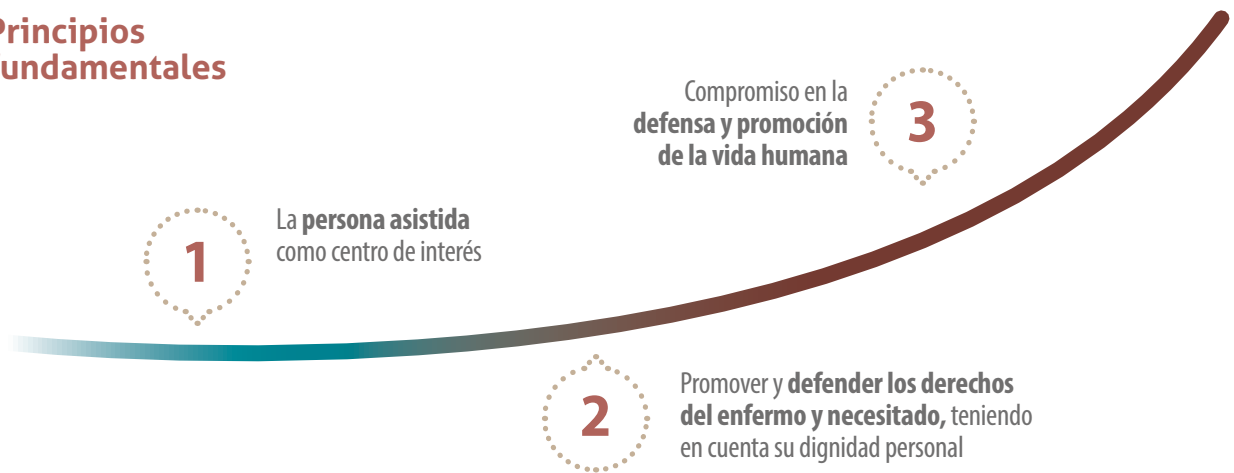 Principios
fundamentales
1
La persona asistida
como centro de interés
2
Promover y defender los derechos
del enfermo y necesitado, teniendo
en cuenta su dignidad personal
3
Compromiso en la
defensa y promoción
de la vida humana